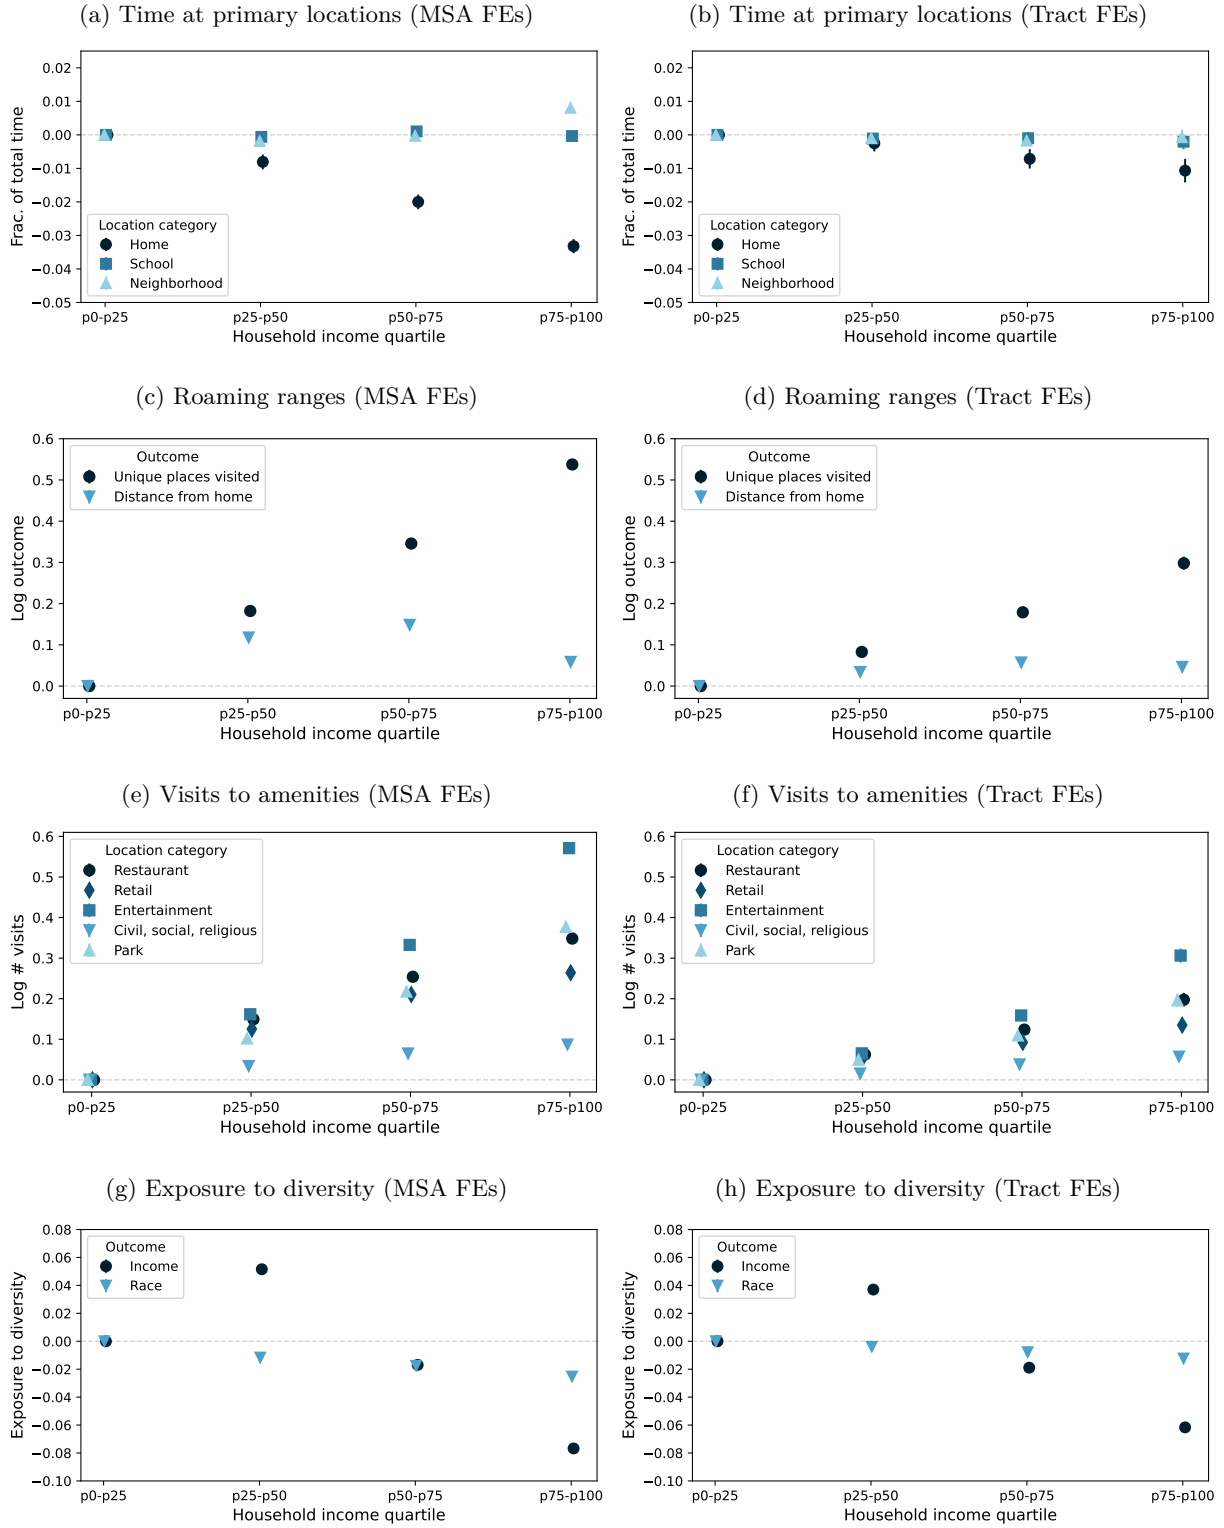 (a) Time at primary locations (MSA FEs)
Frac. of total time
0.02
0.01
0.00
−0.01
−0.02
−0.03
−0.04
−0.05
Location category
Home
School
Neighborhood
p0-p25
p25-p50
p50-p75
p75-p100
Household income quartile
(b) Time at primary locations (Tract FEs)
Frac. of total time
0.02
0.01
0.00
−0.01
−0.02
−0.03
−0.04
−0.05
Location category
Home
School
Neighborhood
p0-p25
p25-p50
p50-p75
p75-p100
Household income quartile
(c) Roaming ranges (MSA FEs)
Log outcome
0.6
0.5
0.4
0.3
0.2
0.1
0.0
Outcome
Unique places visited
Distance from home
p0-p25
p25-p50
p50-p75
p75-p100
Household income quartile
(d) Roaming ranges (Tract FEs)
Log outcome
0.6
0.5
0.4
0.3
0.2
0.1
0.0
Outcome
Unique places visited
Distance from home
p0-p25
p25-p50
p50-p75
p75-p100
Household income quartile
(e) Visits to amenities (MSA FEs)
Log # visits
0.6
0.5
0.4
0.3
0.2
0.1
0.0
Location category
Restaurant
Retail
Entertainment
Civil, social, religious
Park
p0-p25
p25-p50
p50-p75
p75-p100
Household income quartile
(f) Visits to amenities (Tract FEs)
Log # visits
0.6
0.5
0.4
0.3
0.2
0.1
0.0
Location category
Restaurant
Retail
Entertainment
Civil, social, religious
Park
p0-p25
p25-p50
p50-p75
p75-p100
Household income quartile
(g) Exposure to diversity (MSA FEs)
Exposure to diversity
0.08
0.06
0.04
0.02
0.00
−0.02
−0.04
−0.06
−0.08
−0.10
Outcome
Income
Race
p0-p25
p25-p50
p50-p75
p75-p100
Household income quartile
(h) Exposure to diversity (Tract FEs)
Exposure to diversity
0.08
0.06
0.04
0.02
0.00
−0.02
−0.04
−0.06
−0.08
−0.10
Outcome
Income
Race
p0-p25
p25-p50
p50-p75
p75-p100
Household income quartile